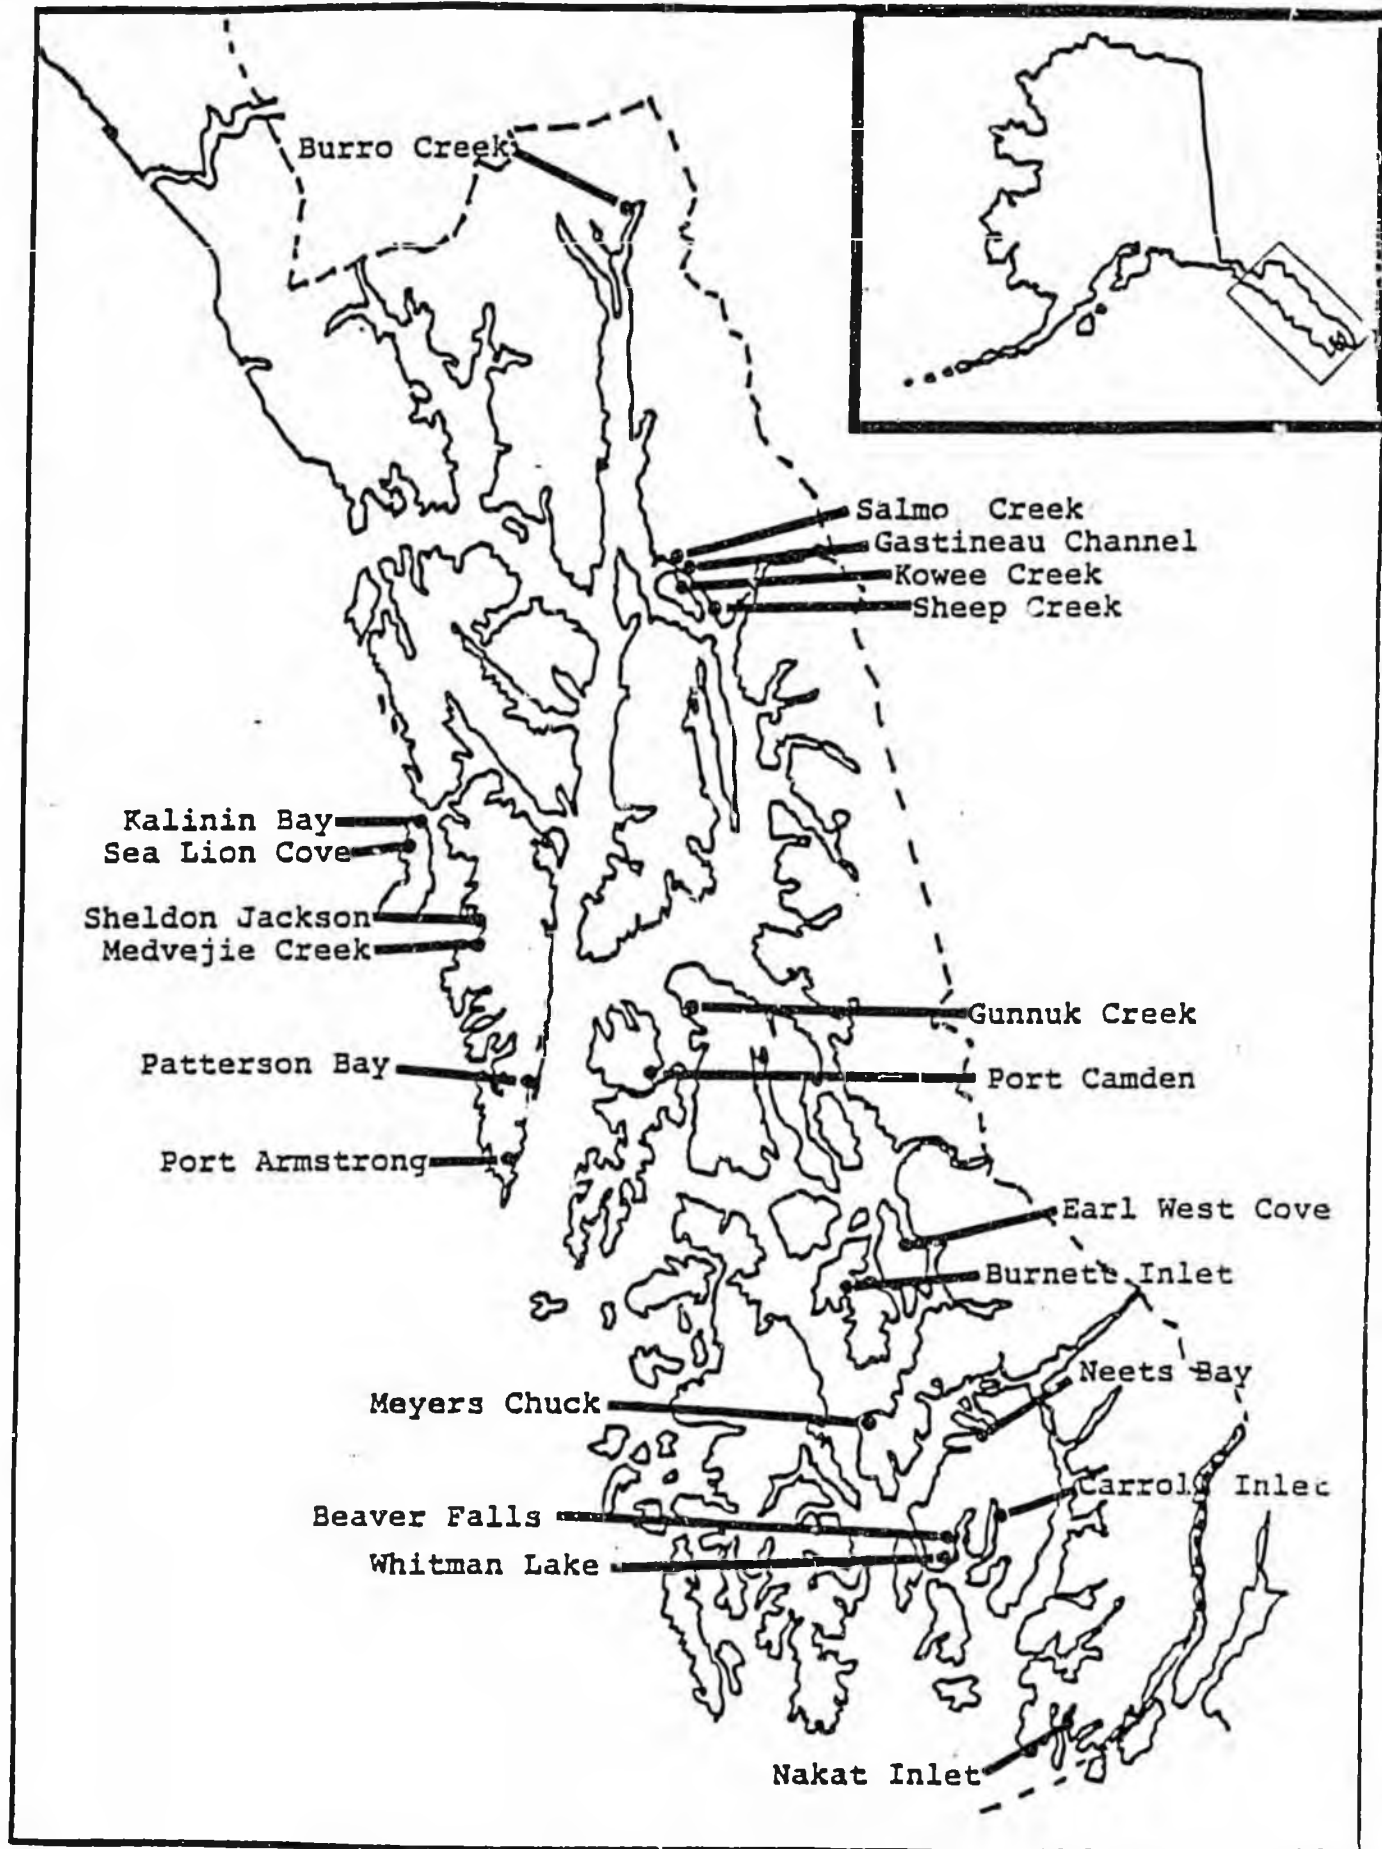 Burro Creek
Salmo Creek
Gastineau Channel
Kowee Creek
Sheep Creek
Kalinin Bay
Sea Lion Cove
Sheldon Jackson
Medvejie Creek
Gunnuk Creek
Patterson Bay
Port Camden
Port Armstrong
Earl West Cove
Burnett Inlet
Neets Bay
Meyers Chuck
Carroll Inlet
Beaver Falls
Whitman Lake
Nakat Inlet